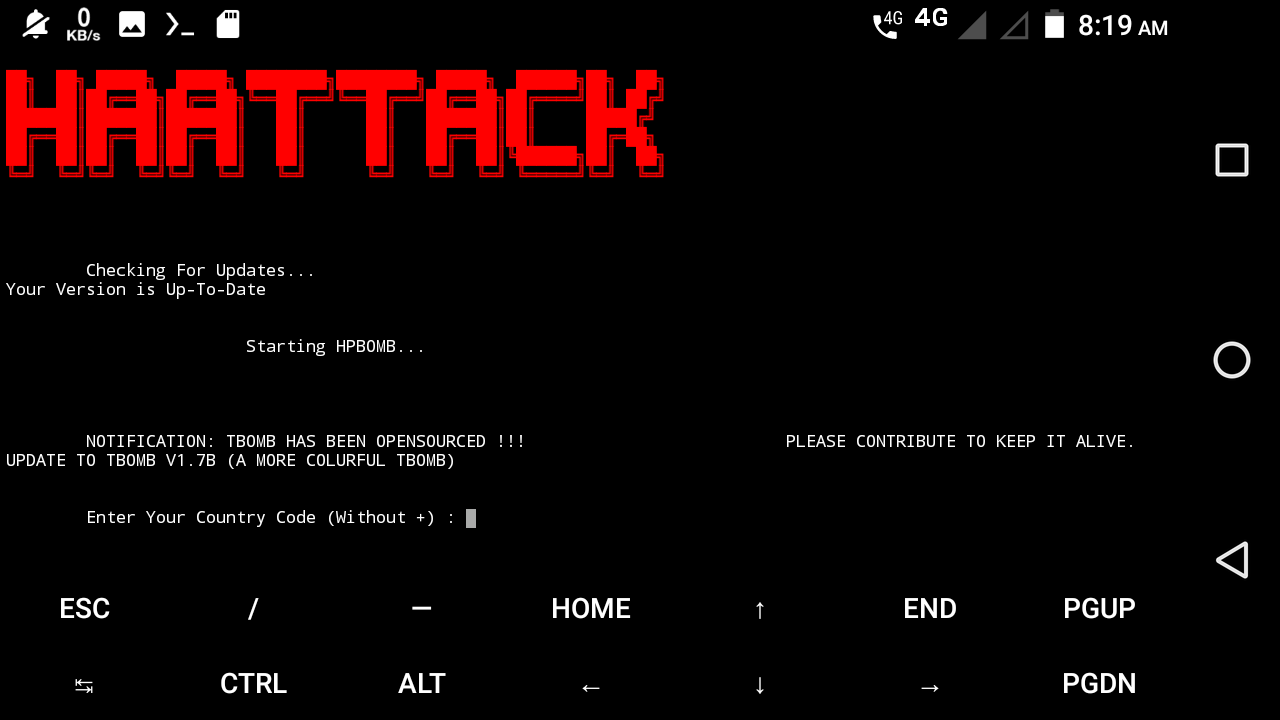 0 KB/s 4G 4G 8:19 AM
HAATTACK
Checking For Updates...
Your Version is Up-To-Date
Starting HPBOMB...
NOTIFICATION: TBOMB HAS BEEN OPENSOURCED !!! PLEASE CONTRIBUTE TO KEEP IT ALIVE.
UPDATE TO TBOMB V1.7B (A MORE COLURFUL TBOMB)
Enter Your Country Code (Without +) :
ESC / — HOME ↑ END PGUP
↹ CTRL ALT ← ↓ → PGDN